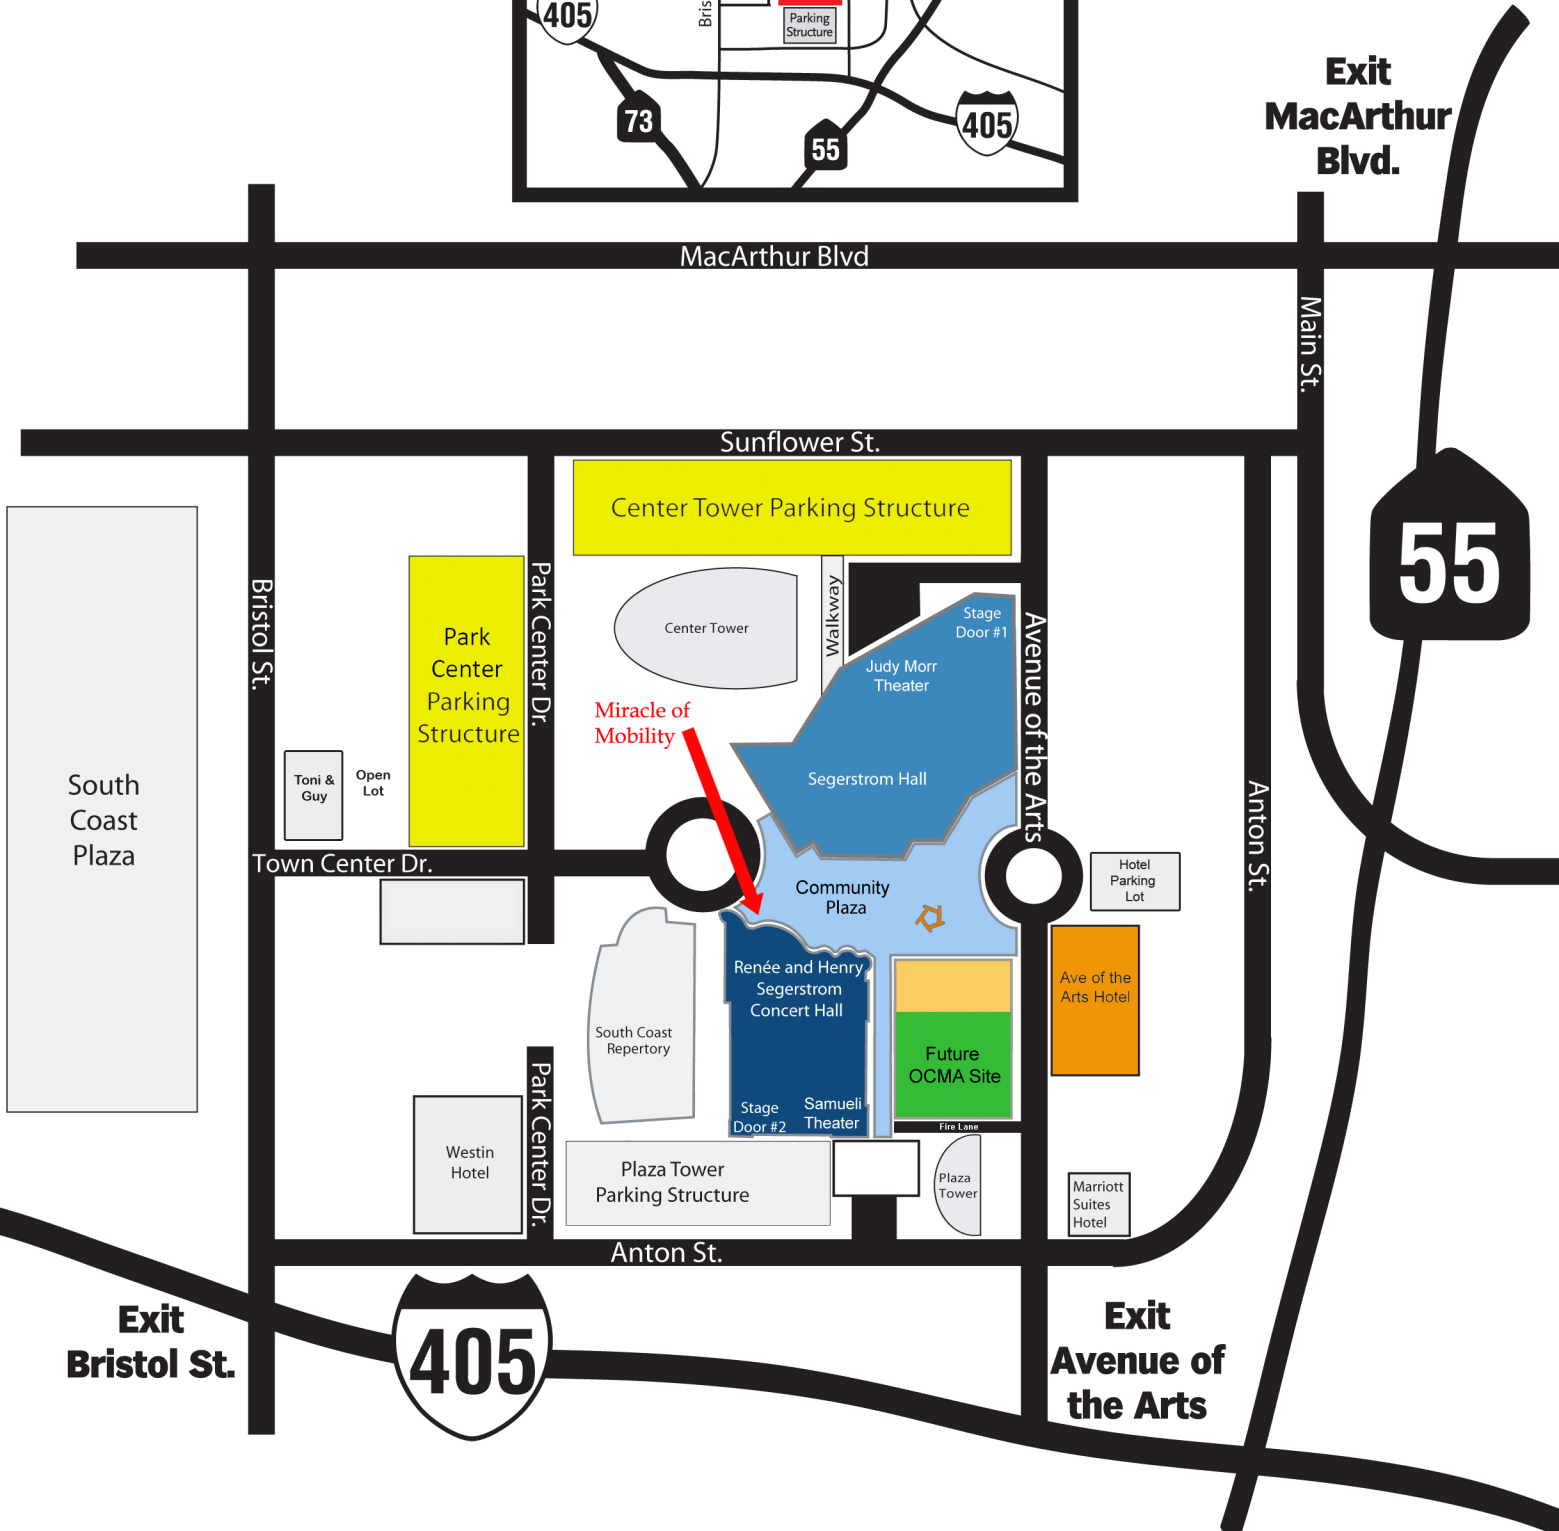 405
Bris
Parking
Structure
73
55
405
Exit
MacArthur
Blvd.
MacArthur Blvd
Main St.
Sunflower St.
Center Tower Parking Structure
55
Bristol St.
Park Center Dr.
Park
Center
Parking
Structure
Center Tower
Walkway
Stage
Door #1
Judy Morr
Theater
Avenue of the Arts
Miracle of
Mobility
Segerstrom Hall
South
Coast
Plaza
Toni &
Guy
Open
Lot
Anton St.
Town Center Dr.
Community
Plaza
Hotel
Parking
Lot
Renée and Henry
Segerstrom
Concert Hall
Ave of the
Arts Hotel
South Coast
Repertory
Future
OCMA Site
Park Center Dr.
Stage
Door #2
Samueli
Theater
Fire Lane
Westin
Hotel
Plaza Tower
Parking Structure
Plaza
Tower
Marriott
Suites
Hotel
Anton St.
Exit
Bristol St.
405
Exit
Avenue of
the Arts